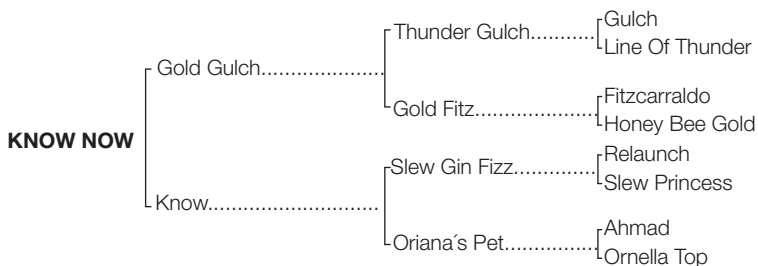 Gulch
Thunder Gulch...........
Line Of Thunder
Gold Gulch.....................
Fitzcarraldo
Gold Fitz.....................
Honey Bee Gold
KNOW NOW
Relaunch
Slew Gin Fizz..............
Slew Princess
Know.............................
Ahmad
Oriana´s Pet................
Ornella Top